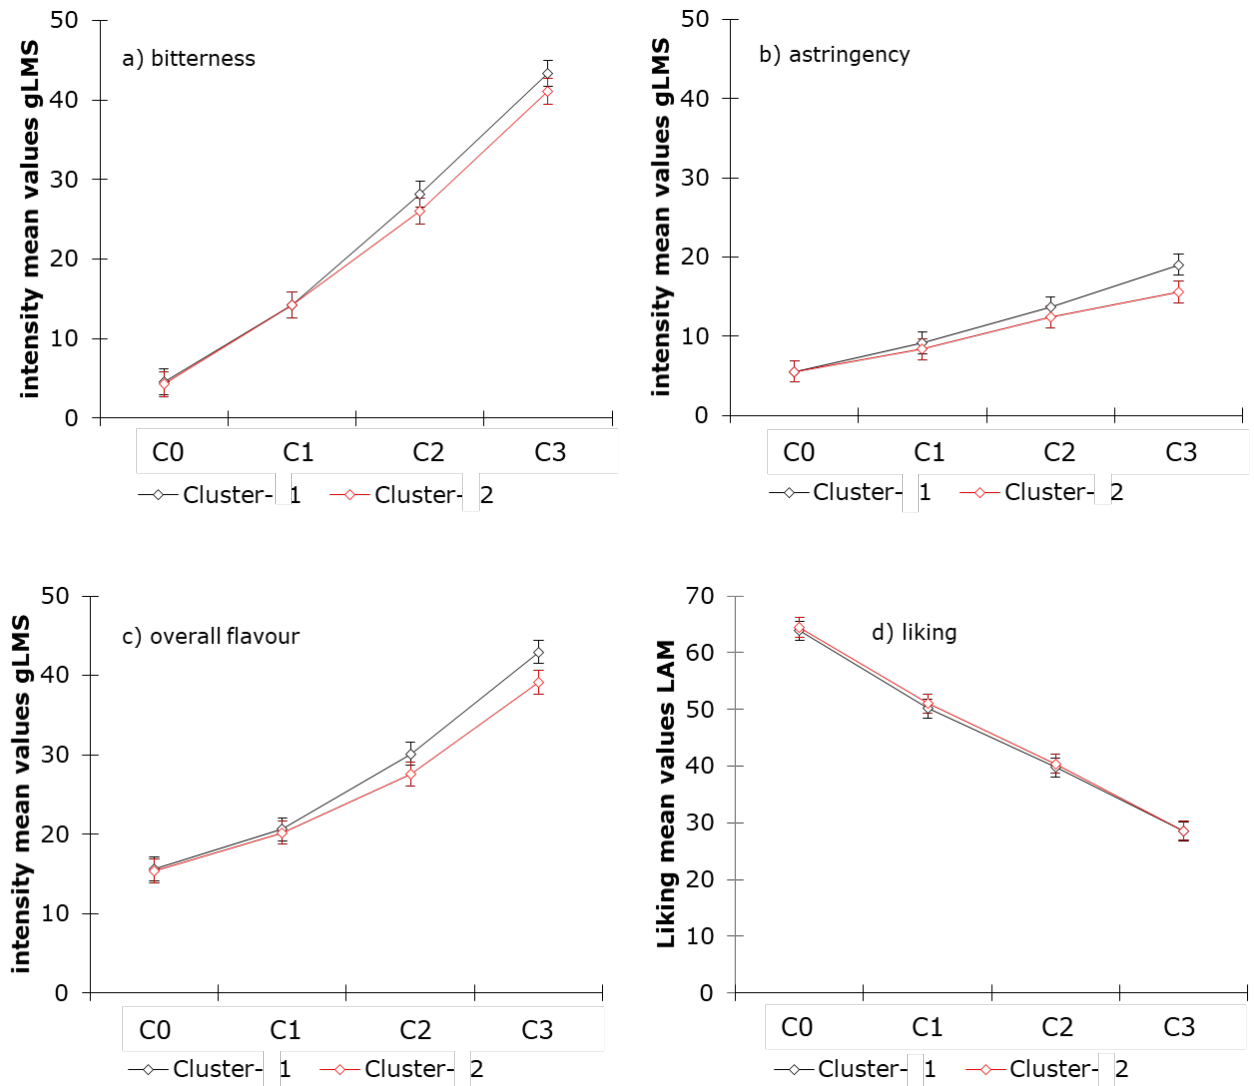 a) bitterness
intensity mean values gLMS
50
40
30
20
10
0
C0 C1 C2 C3
Cluster- 1 Cluster- 2
b) astringency
intensity mean values gLMS
50
40
30
20
10
0
C0 C1 C2 C3
Cluster- 1 Cluster- 2
c) overall flavour
intensity mean values gLMS
50
40
30
20
10
0
C0 C1 C2 C3
Cluster- 1 Cluster- 2
d) liking
Liking mean values LAM
70
60
50
40
30
20
10
0
C0 C1 C2 C3
Cluster- 1 Cluster- 2